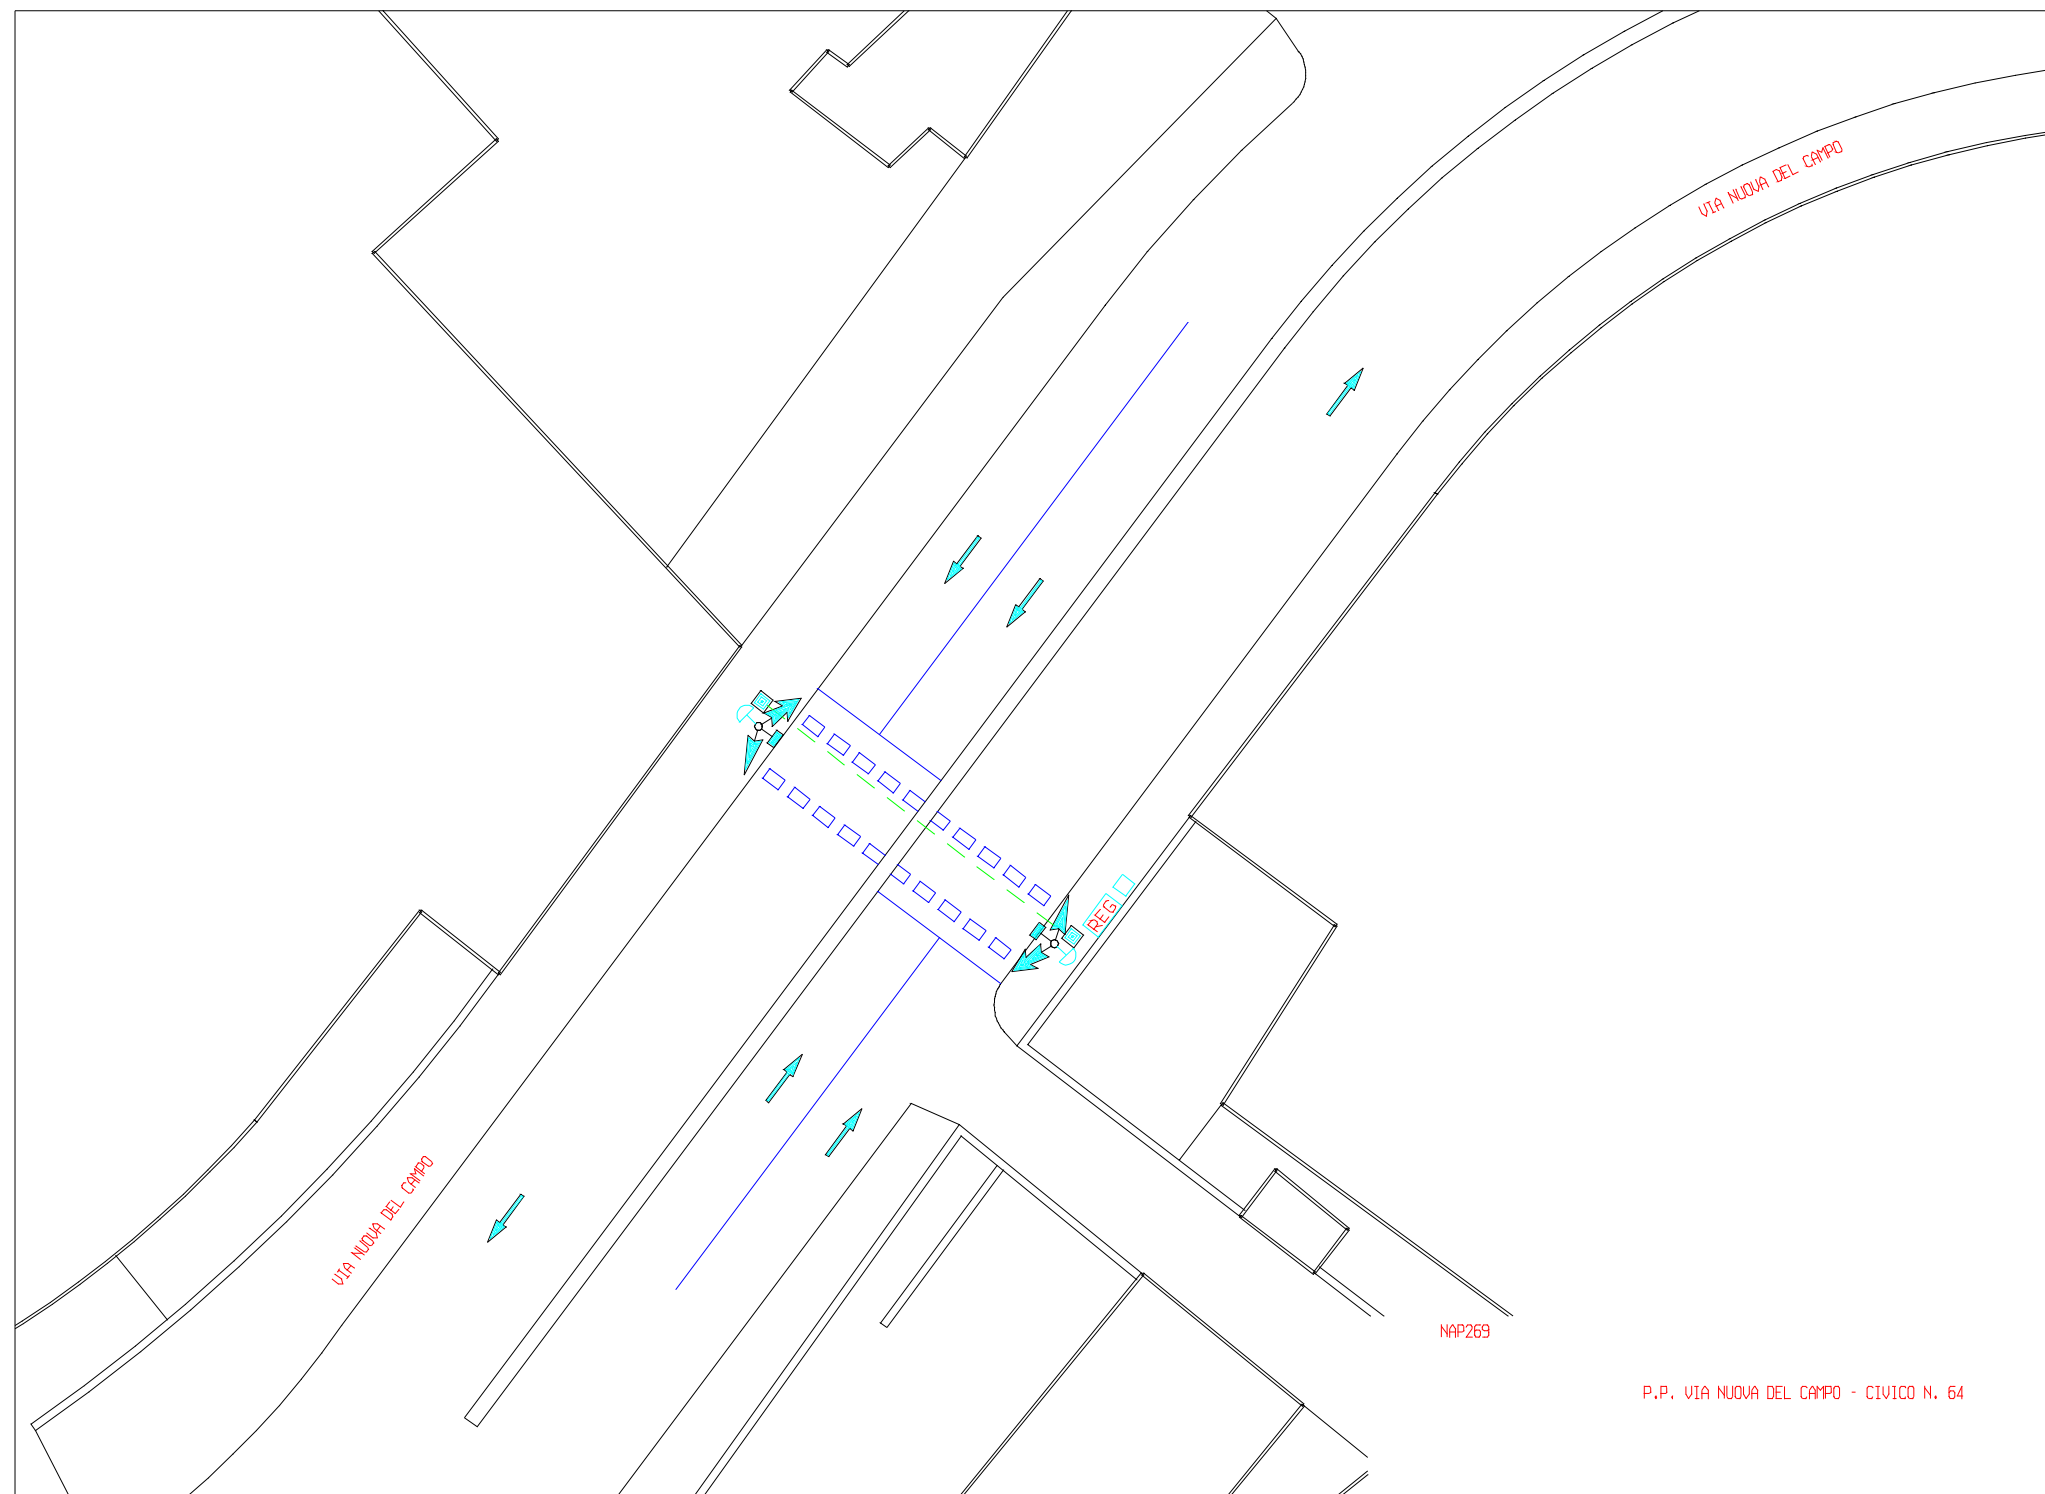 VIA NUOVA DEL CAMPO
REG
VIA NUOVA DEL CAMPO
NAP269
P.P. VIA NUOVA DEL CAMPO - CIVICO N. 64